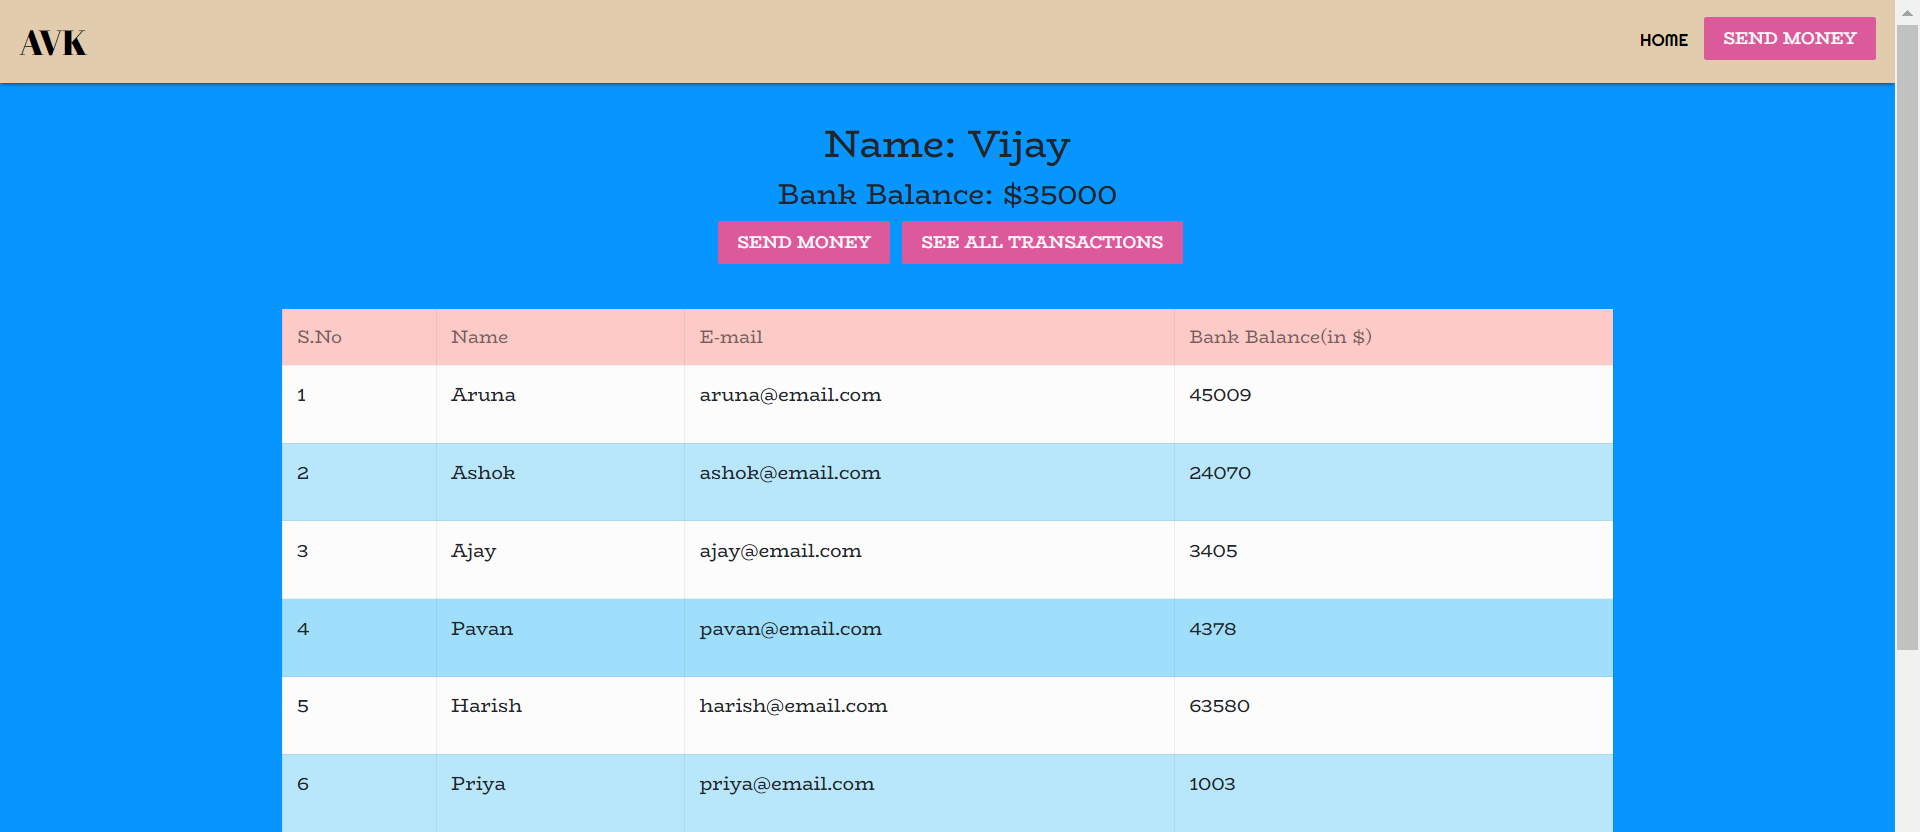 AVK HOME SEND MONEY
Name: Vijay
Bank Balance: $35000
SEND MONEY SEE ALL TRANSACTIONS
S.No Name E-mail Bank Balance(in $)
1 Aruna aruna@email.com 45009
2 Ashok ashok@email.com 24070
3 Ajay ajay@email.com 3405
4 Pavan pavan@email.com 4378
5 Harish harish@email.com 63580
6 Priya priya@email.com 1003